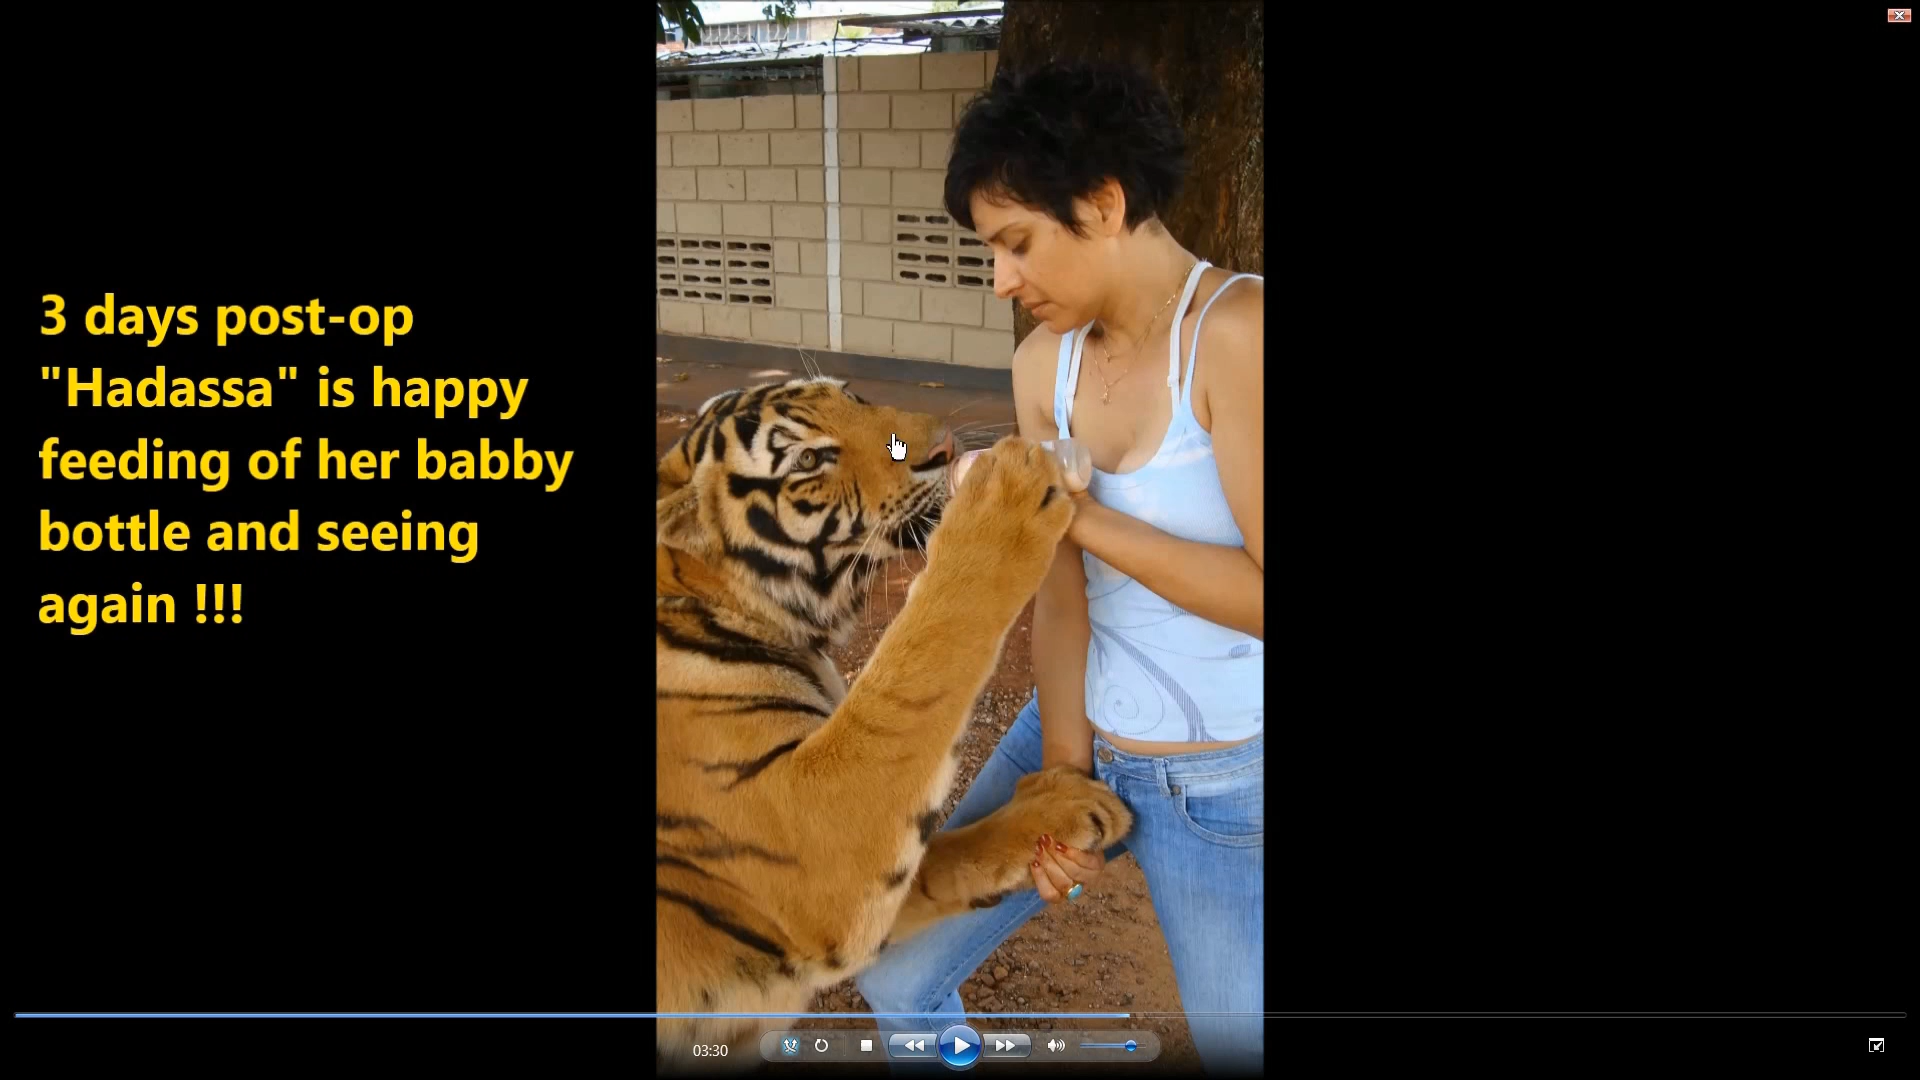 3 days post-op
"Hadassa" is happy
feeding of her babby
bottle and seeing
again !!!
03:30